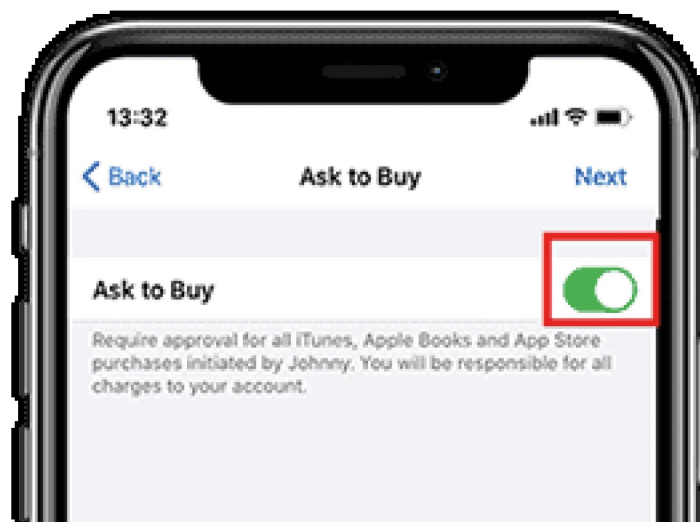 13:32
Back Ask to Buy Next
Ask to Buy
Require approval for all iTunes, Apple Books and App Store
purchases initiated by Johnny. You will be responsible for all
charges to your account.